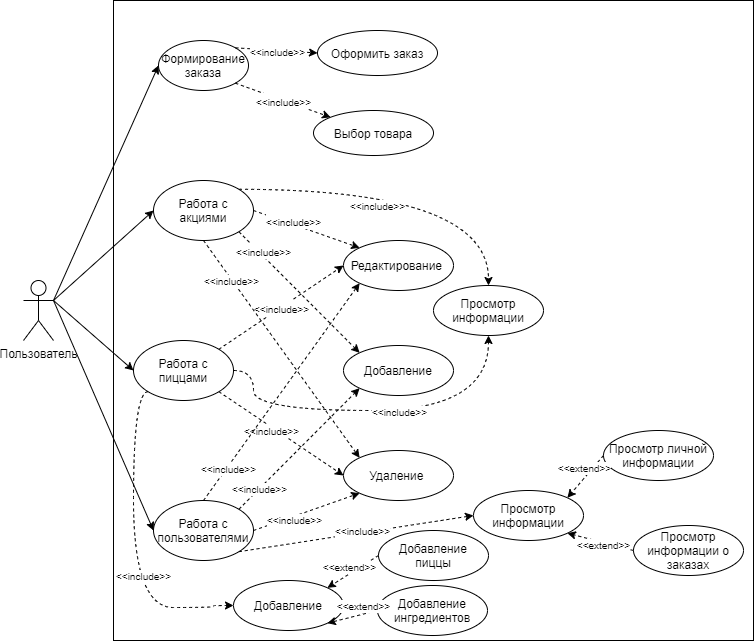 Формирование
заказа
<<include>>
Оформить заказ
<<include>>
Выбор товара
Работа с
акциями
<<include>>
<<include>>
<<include>>
<<include>>
Редактирование
Просмотр
информации
<<include>>
Пользователь
Работа с
пиццами
Добавление
<<include>>
<<include>>
<<include>>
Удаление
<<include>>
Просмотр личной
информации
<<extend>>
Работа с
пользователями
<<include>>
<<include>>
Просмотр
информации
<<extend>>
Просмотр
информации о
заказах
Добавление
пиццы
<<extend>>
<<include>>
Добавление
<<extend>>
Добавление
ингредиентов